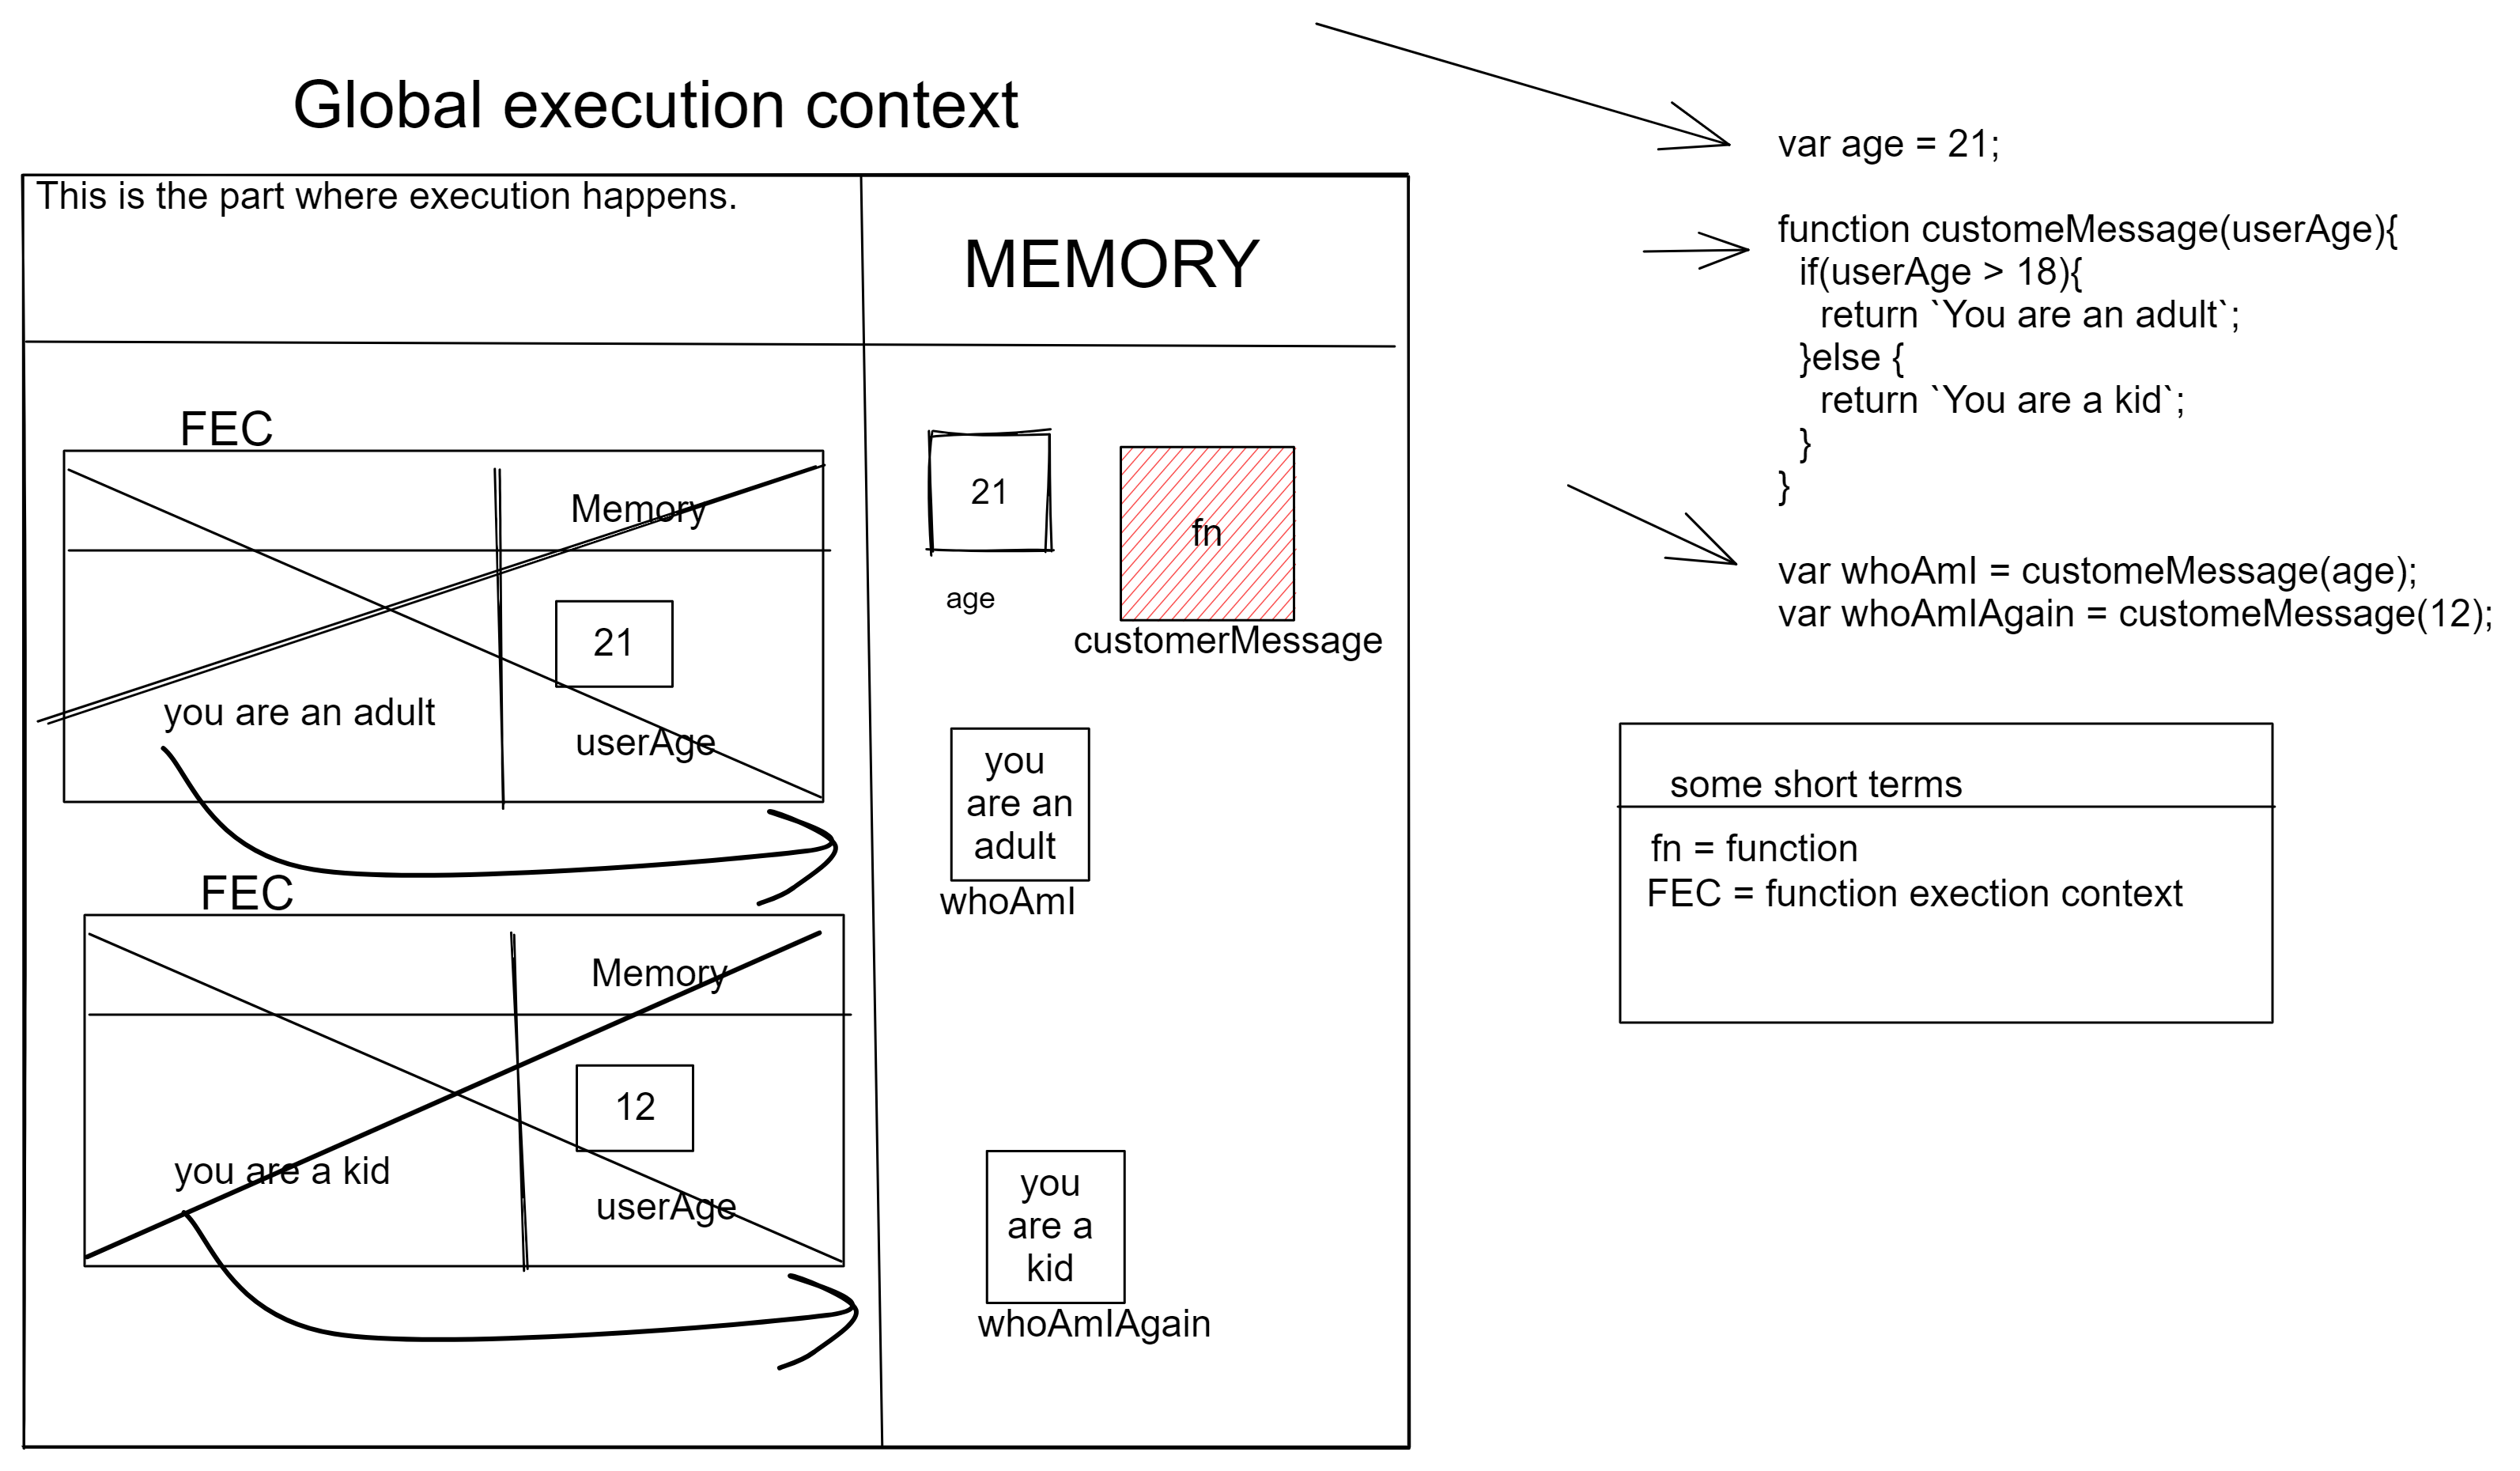 Global execution context
This is the part where execution happens.
MEMORY
FEC
Memory
21
userAge
you are an adult
FEC
Memory
12
userAge
you are a kid
21
age
fn
customerMessage
you
are an
adult
whoAmI
you
are a
kid
whoAmIAgain
var age = 21;
function customeMessage(userAge){
if(userAge > 18){
return `You are an adult`;
}else {
return `You are a kid`;
}
}
var whoAmI = customeMessage(age);
var whoAmIAgain = customeMessage(12);
some short terms
fn = function
FEC = function exection context